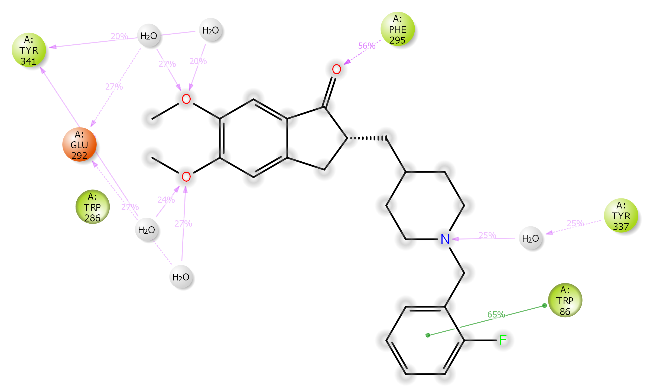 A:
TYR
341
20%
H₂O
H₂O
A:
PHE
295
56%
O
27%
20%
27%
O
A:
GLU
292
O
A:
TRP
286
27%
24%
H₂O
27%
H₂O
N
25%
H₂O
25%
A:
TYR
337
A:
TRP
86
65%
F